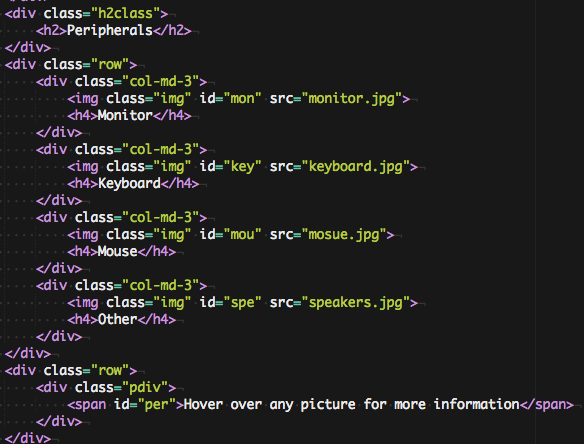 <div class="h2class">
<h2>Peripherals</h2>
</div>
<div class="row">
<div class="col-md-3">
<img class="img" id="mon" src="monitor.jpg">
<h4>Monitor</h4>
</div>
<div class="col-md-3">
<img class="img" id="key" src="keyboard.jpg">
<h4>Keyboard</h4>
</div>
<div class="col-md-3">
<img class="img" id="mou" src="mosue.jpg">
<h4>Mouse</h4>
</div>
<div class="col-md-3">
<img class="img" id="spe" src="speakers.jpg">
<h4>Other</h4>
</div>
</div>
<div class="row">
<div class="pdiv">
<span id="per">Hover over any picture for more information</span>
</div>
</div>